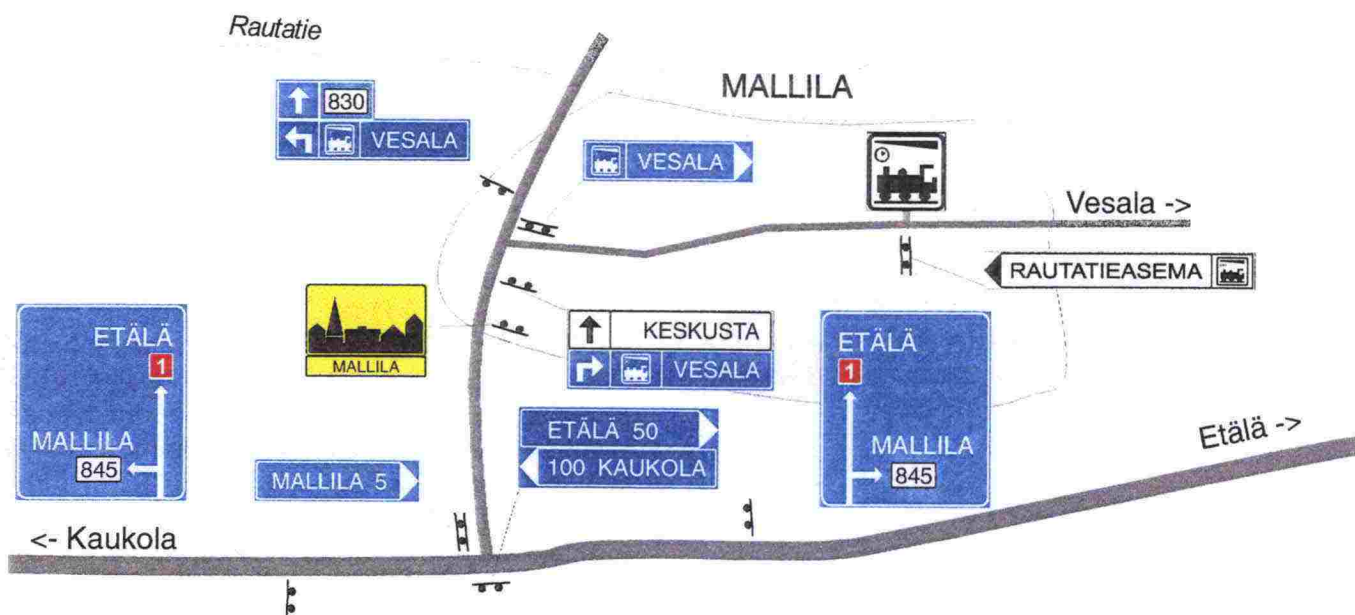 Rautatie
MALLILA
830
VESALA
VESALA
Vesala ->
RAUTATIEASEMA
MALLILA
ETÄLÄ
1
MALLILA
845
KESKUSTA
VESALA
ETÄLÄ
1
MALLILA
845
ETÄLÄ 50
100 KAUKOLA
MALLILA 5
Etälä ->
<- Kaukola